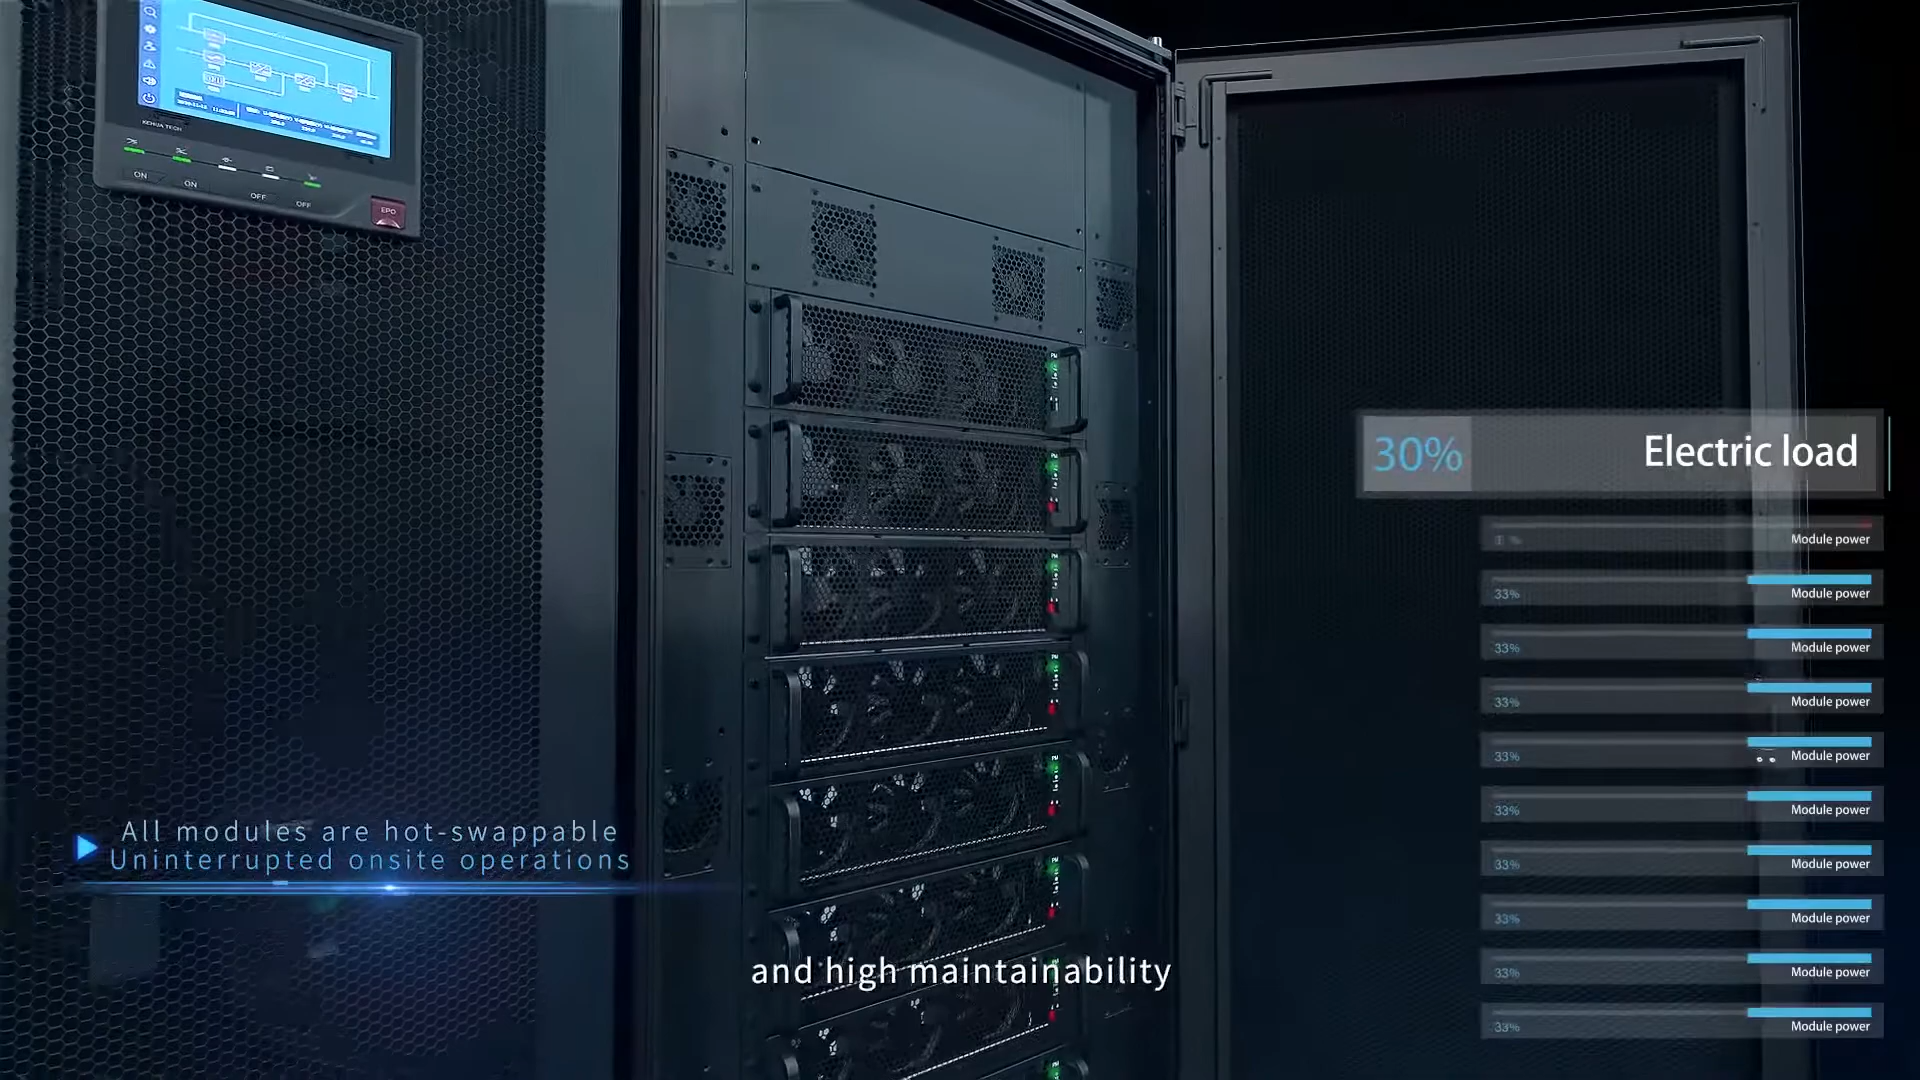 KEHUA TECH
ON
ON
OFF
OFF
EPO
30%
Electric load
Module power
33%
Module power
33%
Module power
33%
Module power
33%
Module power
33%
Module power
33%
Module power
33%
Module power
33%
Module power
33%
Module power
All modules are hot-swappable
Uninterrupted onsite operations
and high maintainability